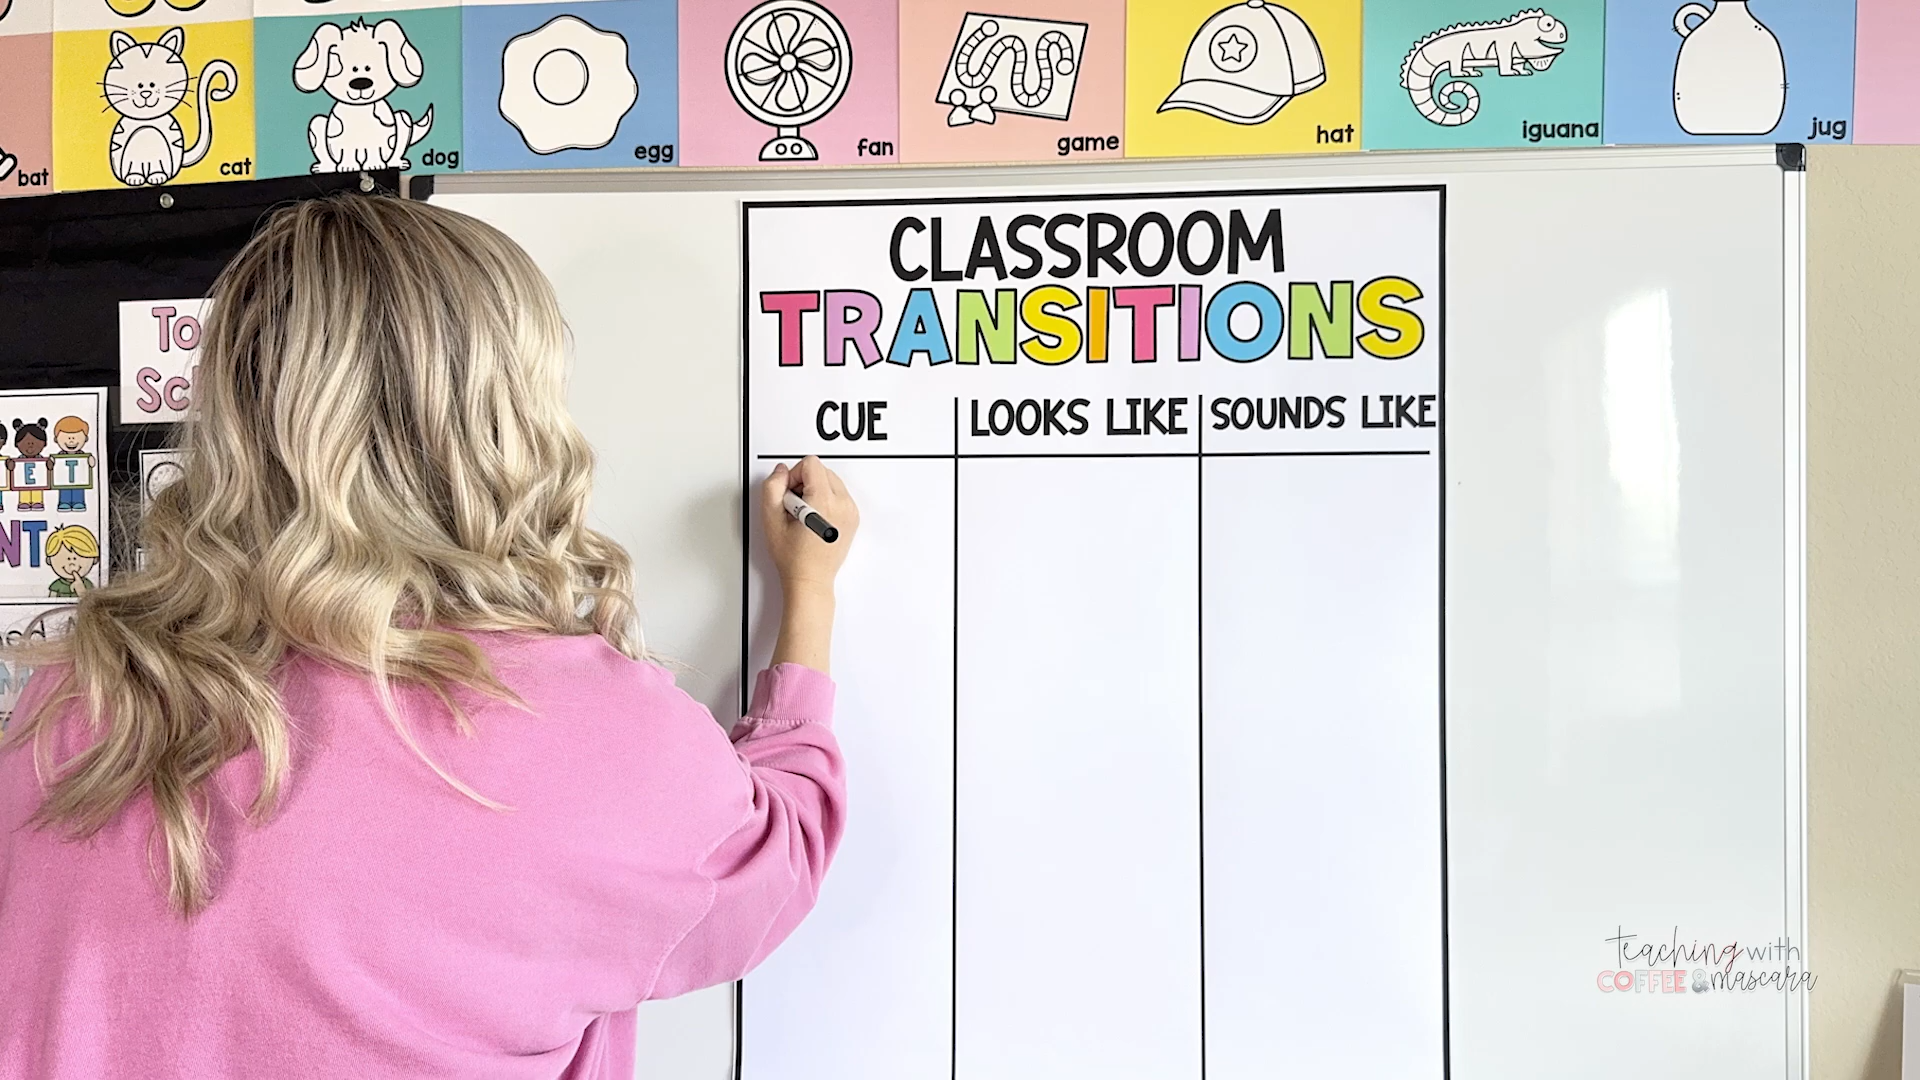 bat
cat
dog
egg
fan
game
hat
iguana
jug
CLASSROOM
TRANSITIONS
CUE
LOOKS LIKE
SOUNDS LIKE
teaching with
COFFEE & mascara